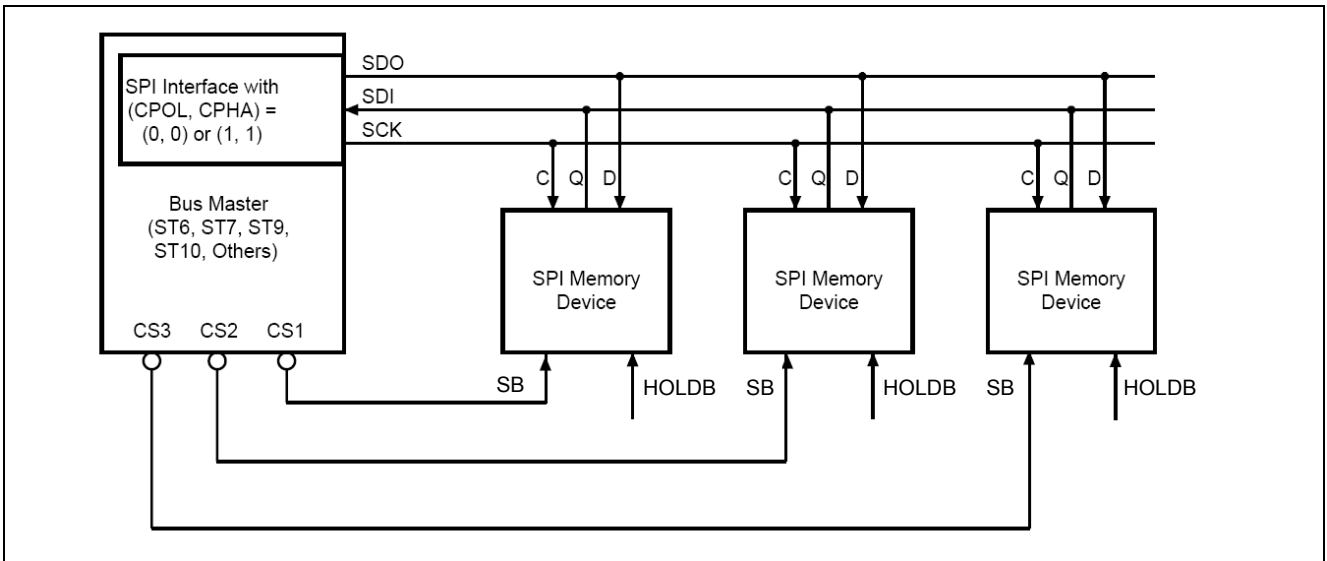 SDO
SPI Interface with
(CPOL, CPHA) =
(0, 0) or (1, 1)
SDI
SCK
C Q D
C Q D
C Q D
Bus Master
(ST6, ST7, ST9,
ST10, Others)
SPI Memory
Device
SPI Memory
Device
SPI Memory
Device
CS3 CS2 CS1
SB
HOLDB
SB
HOLDB
SB
HOLDB